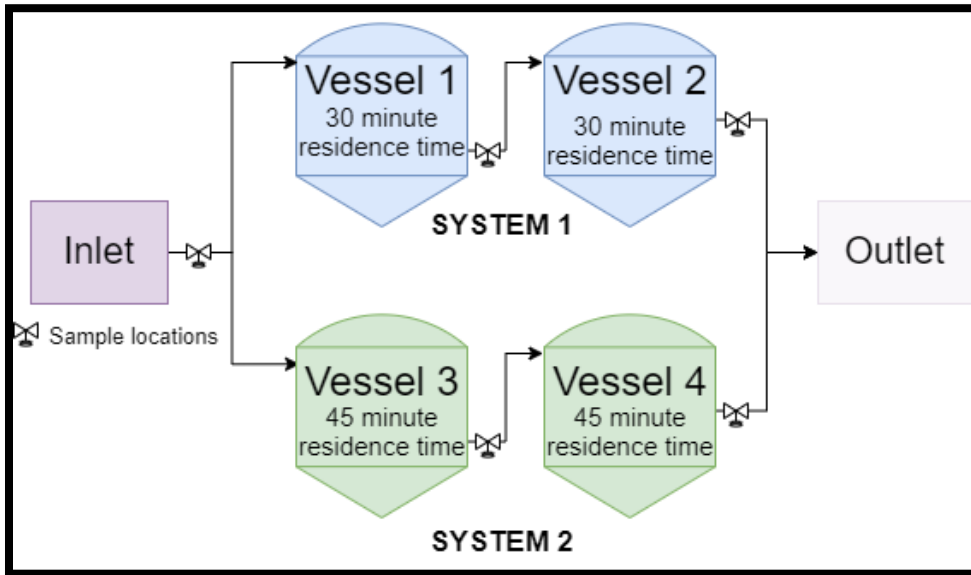 Vessel 1
30 minute
residence time
Vessel 2
30 minute
residence time
SYSTEM 1
Inlet
Outlet
Sample locations
Vessel 3
45 minute
residence time
Vessel 4
45 minute
residence time
SYSTEM 2